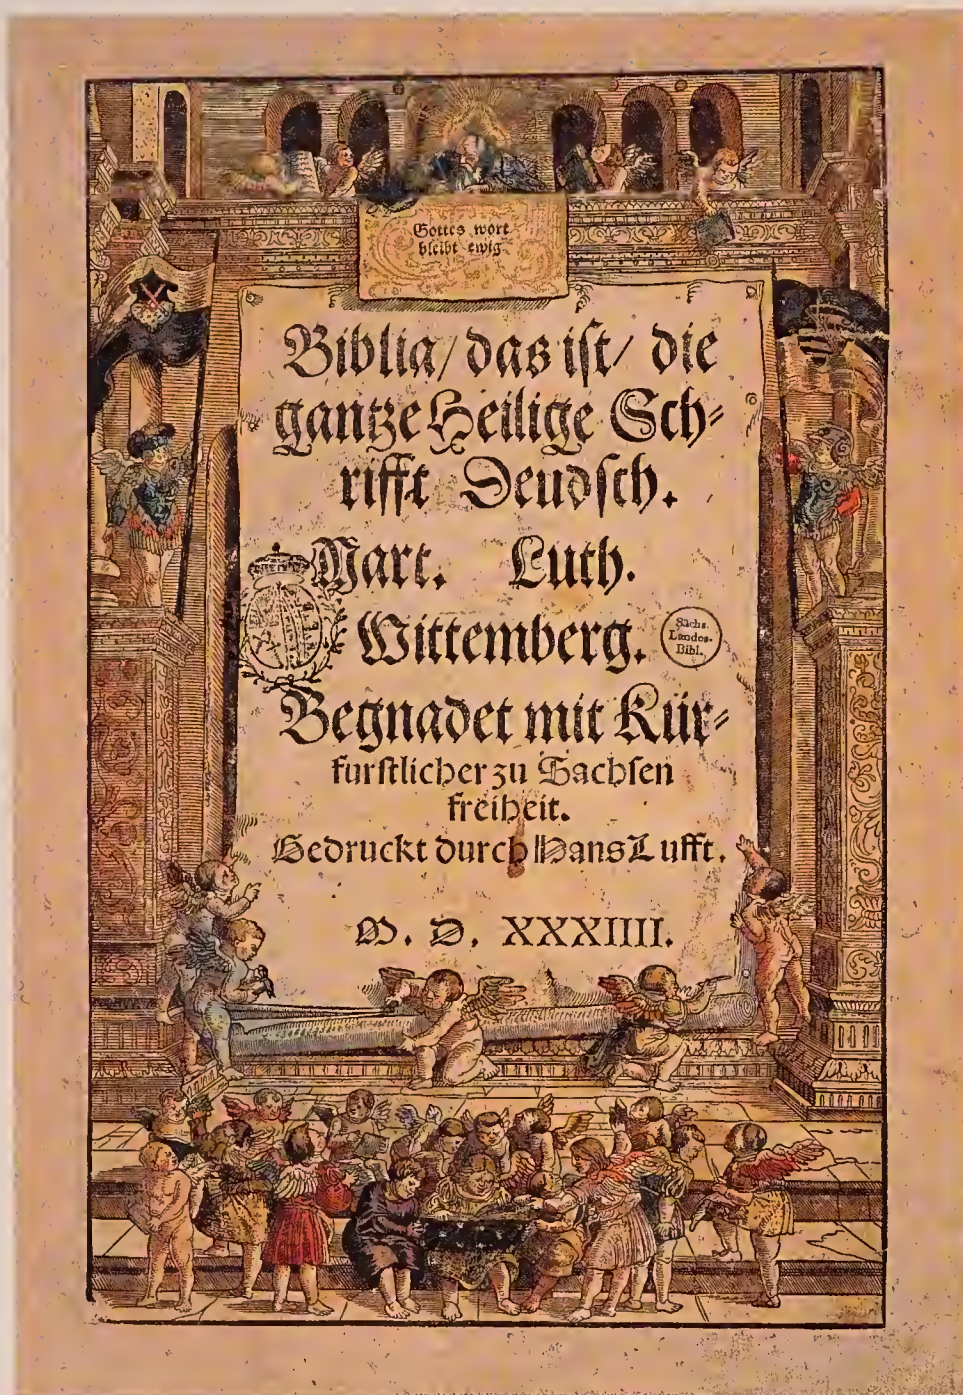 Gottes wort
bleibt ewig
Biblia/ das ist/ die
gantze Heilige Sch⸗
rifft Deudsch.
Mart. Luth.
Wittemberg.
Sächs.
Landes-
Bibl.
Begnadet mit Kür⸗
furstlicher zu Sachsen
freiheit.
Gedruckt durch Hans Lufft.
M. D. XXXIIII.